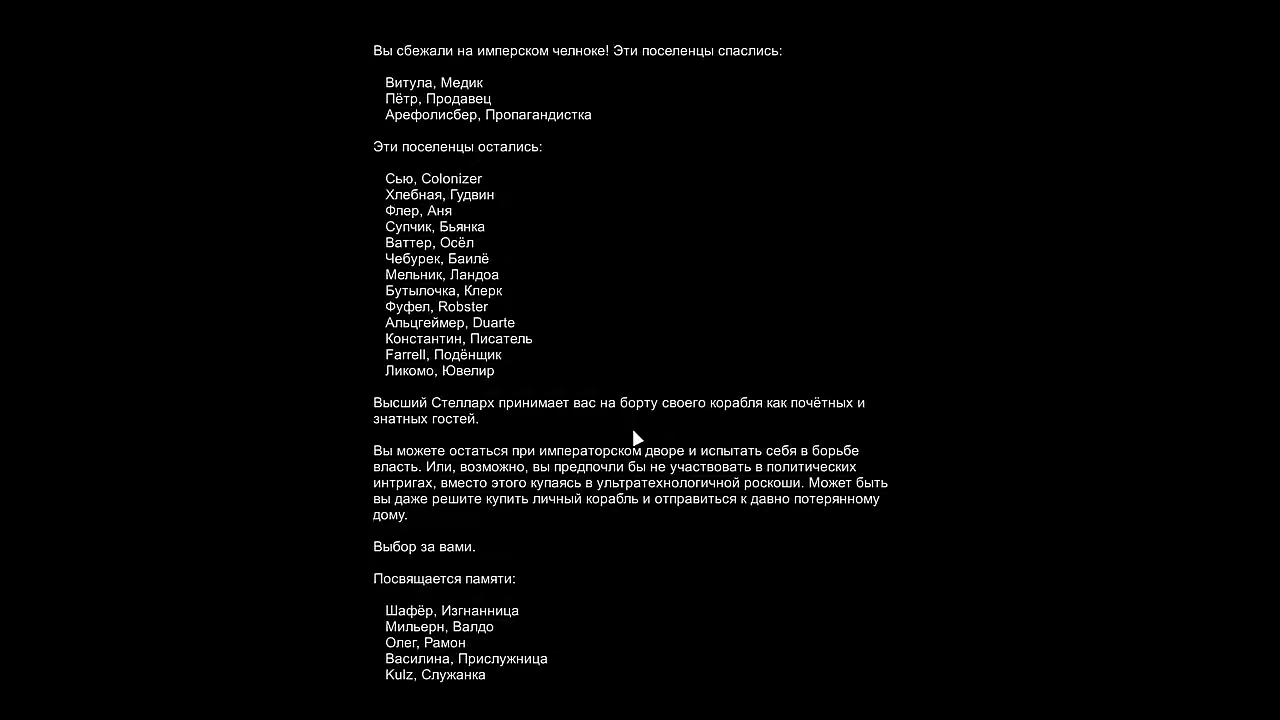 Вы сбежали на имперском челноке! Эти поселенцы спаслись:
Витула, Медик
Пётр, Продавец
Арефолисбер, Пропагандистка
Эти поселенцы остались:
Сью, Colonizer
Хлебная, Гудвин
Флер, Аня
Супчик, Бьянка
Ваттер, Осёл
Чебурек, Баилё
Мельник, Ландоа
Бутылочка, Клерк
Фуфел, Robster
Альцгеймер, Duarte
Константин, Писатель
Farrell, Подёнщик
Ликомо, Ювелир
Высший Стелларх принимает вас на борту своего корабля как почётных и
знатных гостей.
Вы можете остаться при императорском дворе и испытать себя в борьбе
власть. Или, возможно, вы предпочли бы не участвовать в политических
интригах, вместо этого купаясь в ультратехнологичной роскоши. Может быть
вы даже решите купить личный корабль и отправиться к давно потерянному
дому.
Выбор за вами.
Посвящается памяти:
Шафёр, Изгнанница
Мильерн, Валдо
Олег, Рамон
Василина, Прислужница
Kulz, Служанка